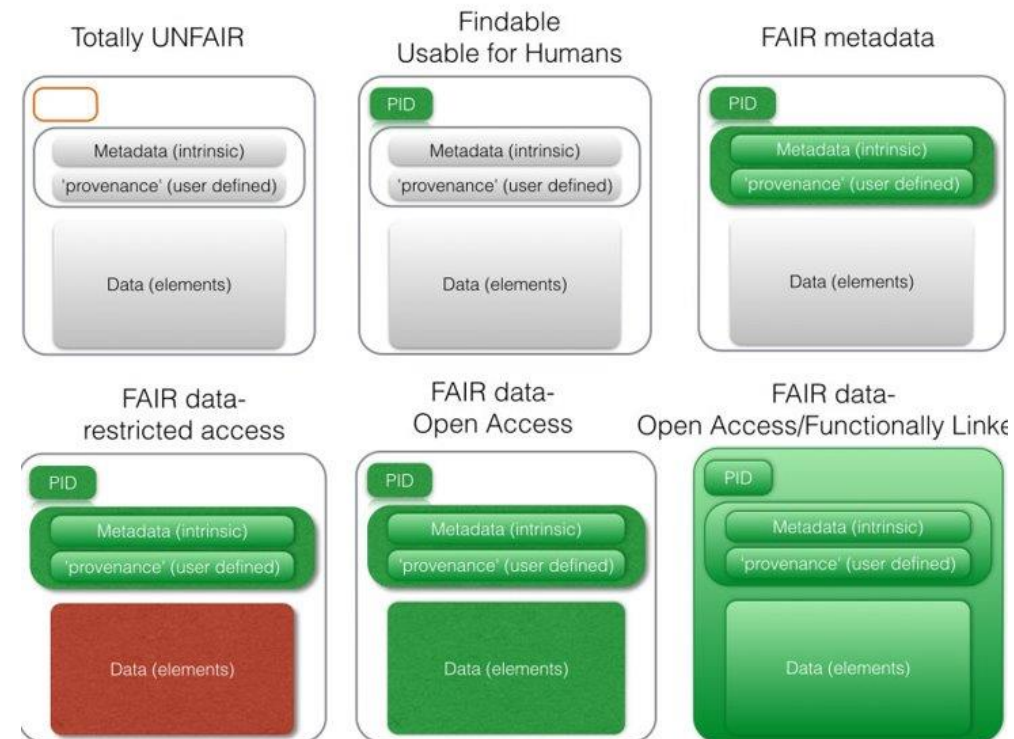 Totally UNFAIR
Metadata (intrinsic)
'provenance' (user defined)
Data (elements)
Findable
Usable for Humans
PID
Metadata (intrinsic)
'provenance' (user defined)
Data (elements)
FAIR metadata
PID
Metadata (intrinsic)
'provenance' (user defined)
Data (elements)
FAIR data-
restricted access
PID
Metadata (intrinsic)
'provenance' (user defined)
Data (elements)
FAIR data-
Open Access
PID
Metadata (intrinsic)
'provenance' (user defined)
Data (elements)
FAIR data-
Open Access/Functionally Linke
PID
Metadata (intrinsic)
'provenance' (user defined)
Data (elements)